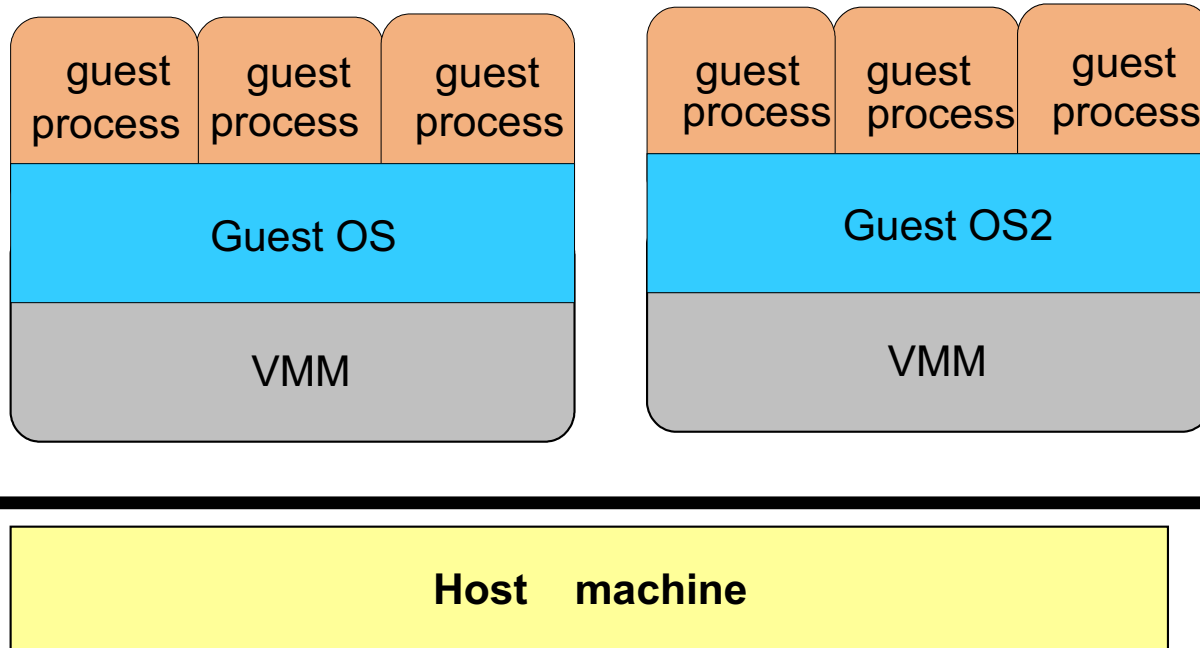 guest
process
guest
process
guest
process
Guest OS
VMM
guest
process
guest
process
guest
process
Guest OS2
VMM
Host machine